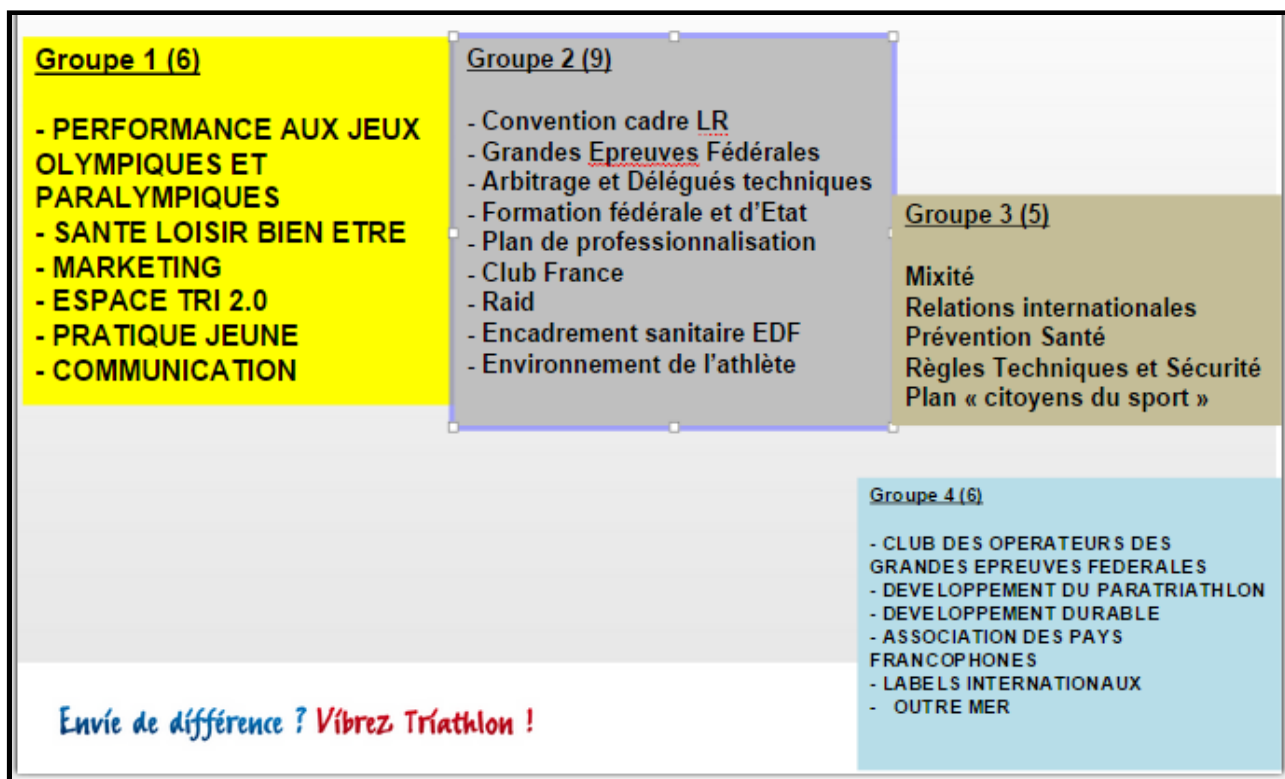 Groupe 1 (6)
- PERFORMANCE AUX JEUX
OLYMPIQUES ET
PARALYMPIQUES
- SANTE LOISIR BIEN ETRE
- MARKETING
- ESPACE TRI 2.0
- PRATIQUE JEUNE
- COMMUNICATION
Groupe 2 (9)
- Convention cadre LR
- Grandes Epreuves Fédérales
- Arbitrage et Délégués techniques
- Formation fédérale et d'Etat
- Plan de professionnalisation
- Club France
- Raid
- Encadrement sanitaire EDF
- Environnement de l'athlète
Groupe 3 (5)
Mixité
Relations internationales
Prévention Santé
Règles Techniques et Sécurité
Plan « citoyens du sport »
Groupe 4 (6)
- CLUB DES OPERATEURS DES
GRANDES EPREUVES FEDERALES
- DEVELOPPEMENT DU PARATRIATHLON
- DEVELOPPEMENT DURABLE
- ASSOCIATION DES PAYS
FRANCOPHONES
- LABELS INTERNATIONAUX
- OUTRE MER
Envie de différence ? Vibrez Triathlon !